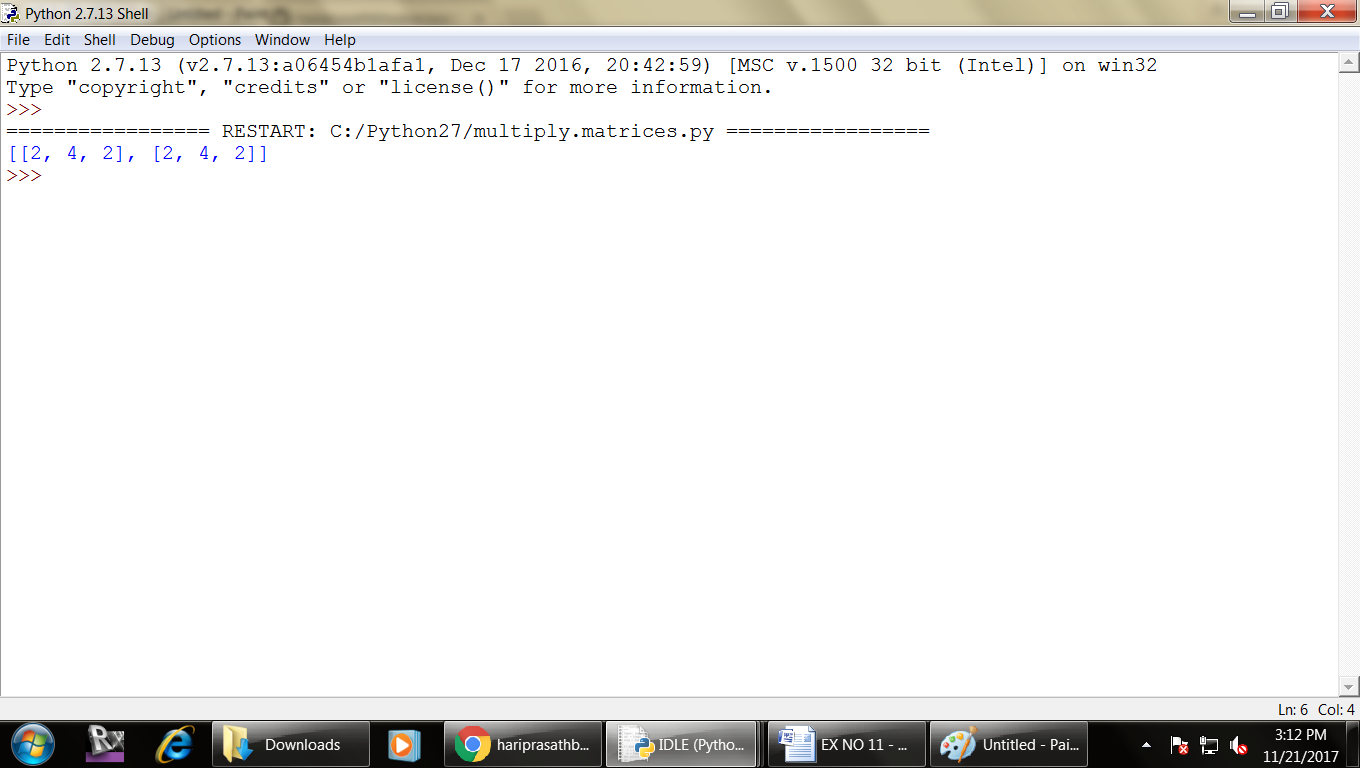 Python 2.7.13 Shell
File Edit Shell Debug Options Window Help
Python 2.7.13 (v2.7.13:a06454b1afa1, Dec 17 2016, 20:42:59) [MSC v.1500 32 bit (Intel)] on win32
Type "copyright", "credits" or "license()" for more information.
>>>
================= RESTART: C:/Python27/multiply.matrices.py =================
[[2, 4, 2], [2, 4, 2]]
>>>
Ln: 6 Col: 4
Rx Downloads hariprasathb... IDLE (Pytho... EX NO 11 - ... Untitled - Pai... 3:12 PM
11/21/2017